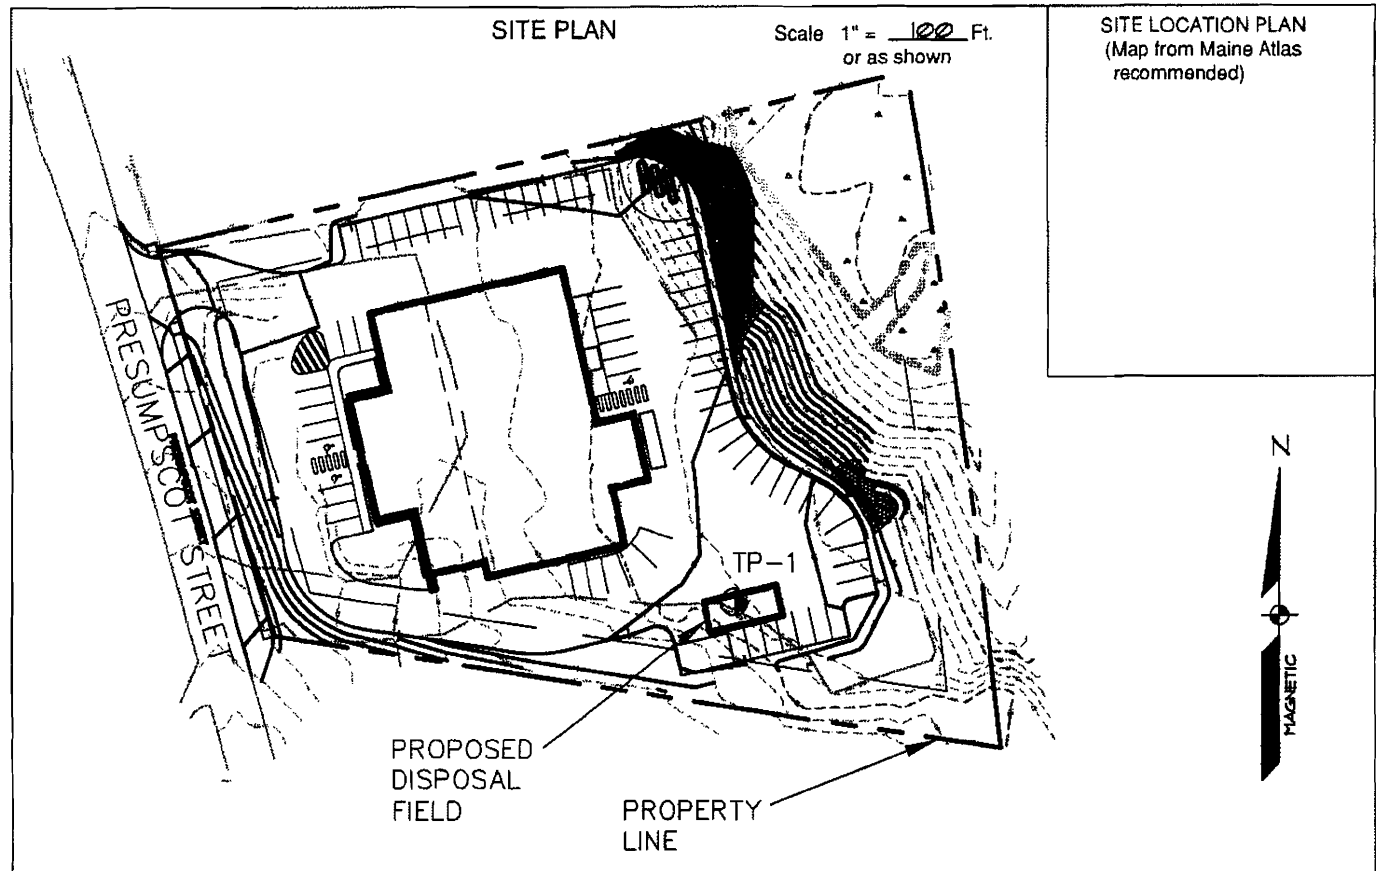 SITE PLAN
Scale 1" = 100 Ft.
or as shown
SITE LOCATION PLAN
(Map from Maine Atlas
recommended)
PRESUMPSCOT STREET
TP-1
N
MAGNETIC
PROPOSED
DISPOSAL
FIELD
PROPERTY
LINE